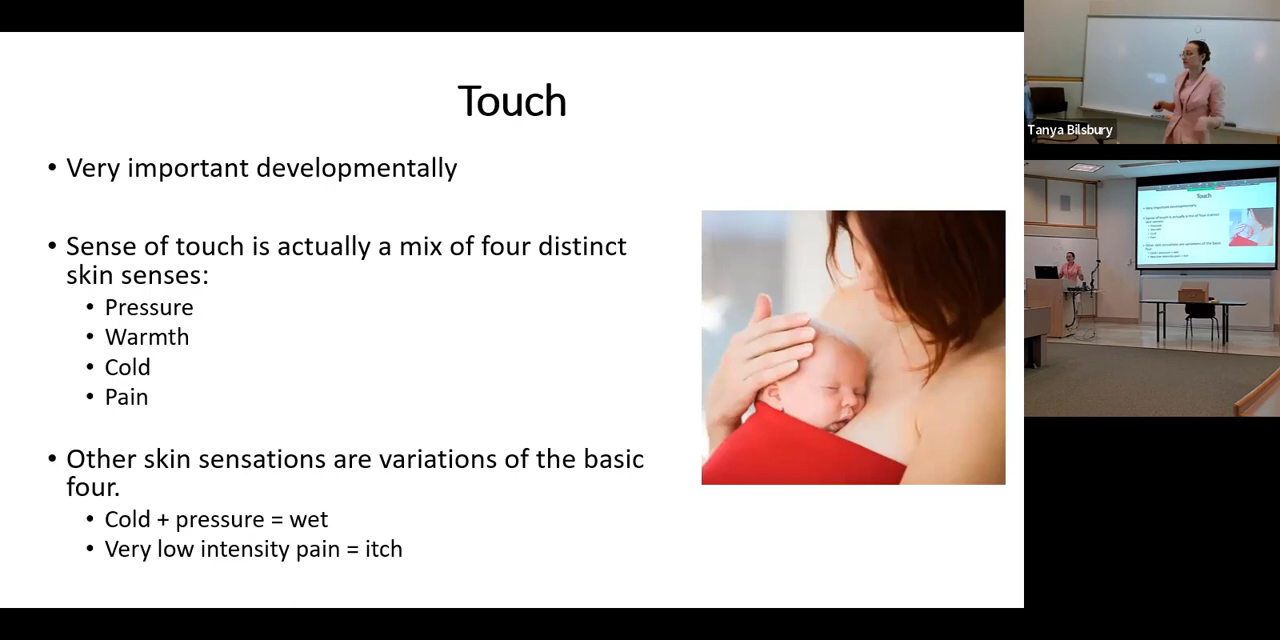 Touch
• Very important developmentally
• Sense of touch is actually a mix of four distinct
skin senses:
• Pressure
• Warmth
• Cold
• Pain
• Other skin sensations are variations of the basic
four.
• Cold + pressure = wet
• Very low intensity pain = itch
Tanya Bilsbury
Touch